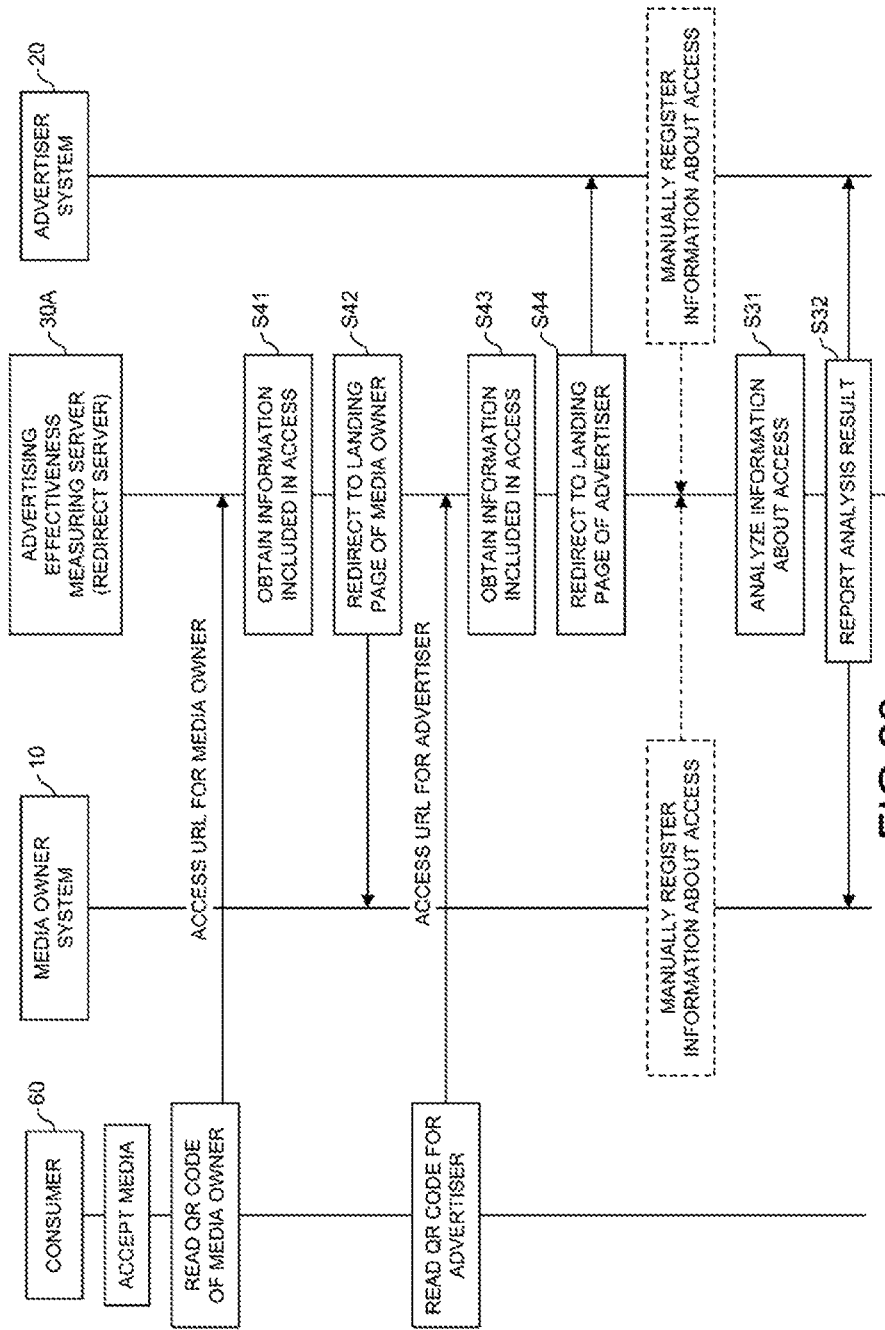 CONSUMER
60
MEDIA OWNER
SYSTEM
10
ADVERTISING
EFFECTIVENESS
MEASURING SERVER
(REDIRECT SERVER)
30A
ADVERTISER
SYSTEM
20
ACCEPT MEDIA
READ QR CODE
OF MEDIA OWNER
ACCESS URL FOR MEDIA OWNER
OBTAIN INFORMATION
INCLUDED IN ACCESS
S41
REDIRECT TO LANDING
PAGE OF MEDIA OWNER
S42
READ QR CODE FOR
ADVERTISER
ACCESS URL FOR ADVERTISER
OBTAIN INFORMATION
INCLUDED IN ACCESS
S43
REDIRECT TO LANDING
PAGE OF ADVERTISER
S44
MANUALLY REGISTER
INFORMATION ABOUT ACCESS
MANUALLY REGISTER
INFORMATION ABOUT ACCESS
ANALYZE INFORMATION
ABOUT ACCESS
S31
REPORT ANALYSIS RESULT
S32